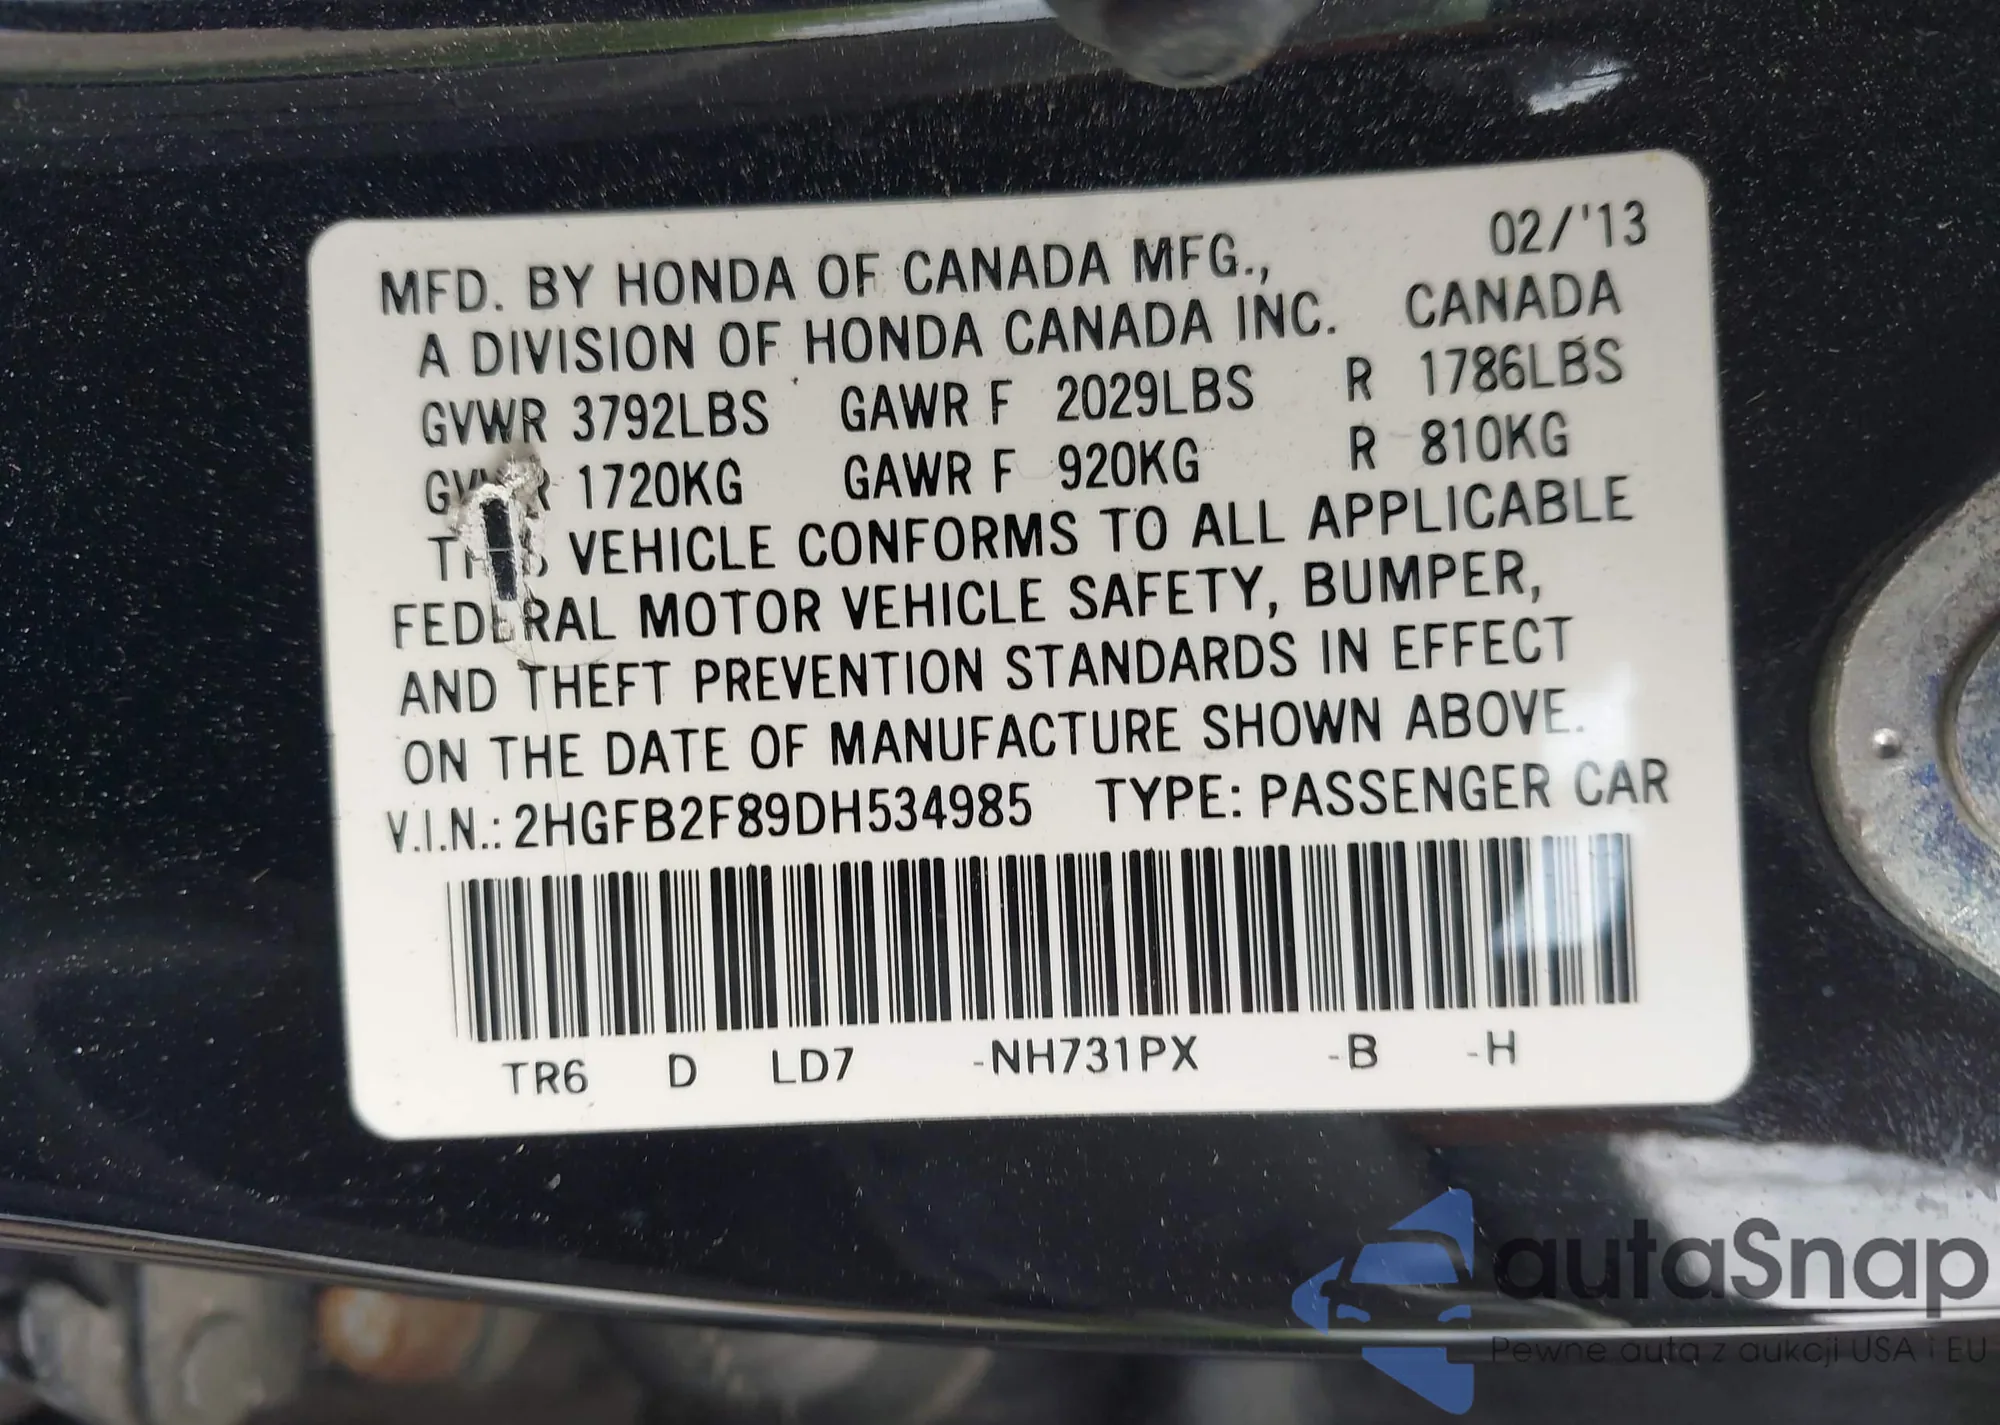 02/'13
MFD. BY HONDA OF CANADA MFG.,
A DIVISION OF HONDA CANADA INC. CANADA
GVWR 3792LBS GAWR F 2029LBS R 1786LBS
GVWR 1720KG GAWR F 920KG R 810KG
THIS VEHICLE CONFORMS TO ALL APPLICABLE
FEDERAL MOTOR VEHICLE SAFETY, BUMPER,
AND THEFT PREVENTION STANDARDS IN EFFECT
ON THE DATE OF MANUFACTURE SHOWN ABOVE.
V.I.N.: 2HGFB2F89DH534985 TYPE: PASSENGER CAR
TR6 D LD7 -NH731PX -B -H
autaSnap
Pewne auta z aukcji USA i EU